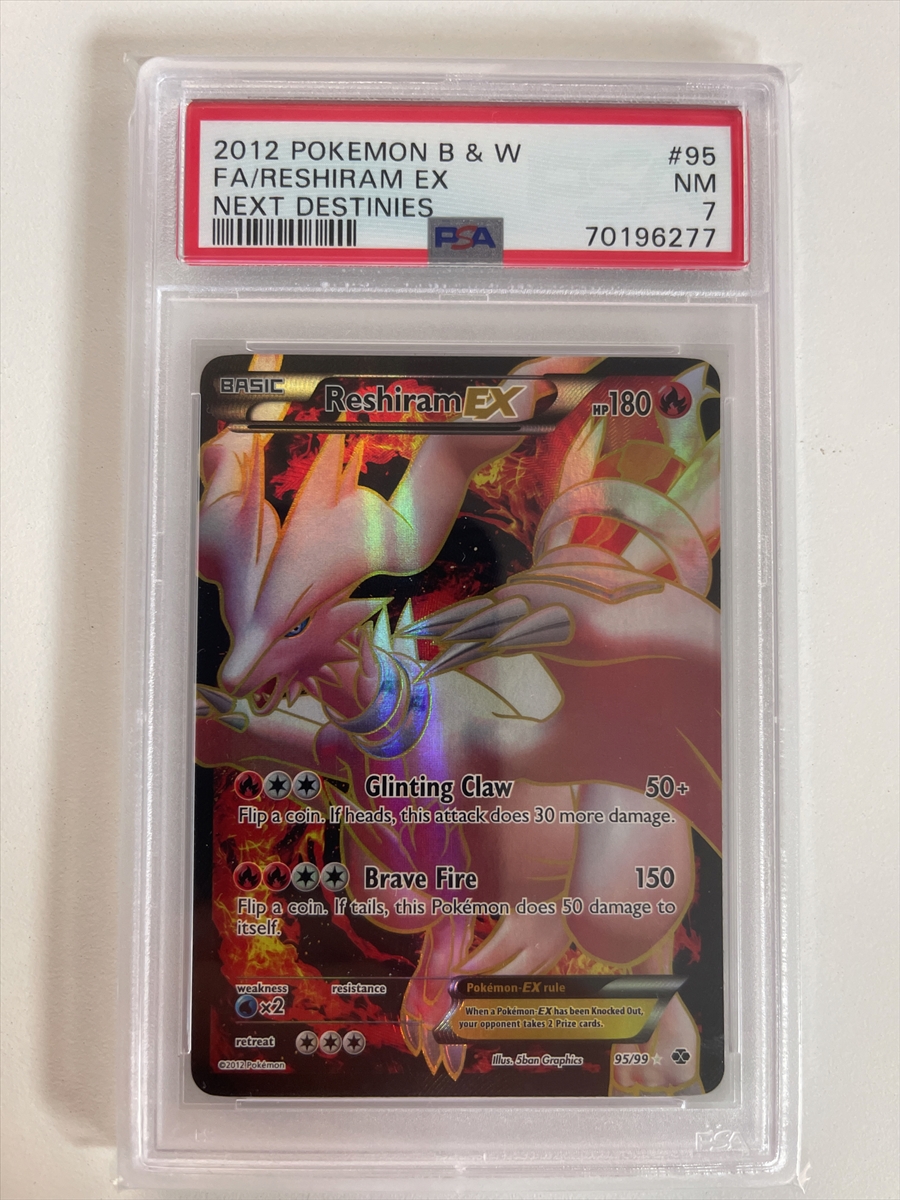 2012 POKEMON B & W #95
FA/RESHIRAM EX NM
NEXT DESTINIES 7
PSA 70196277
BASIC Reshiram EX HP180
Glinting Claw 50+
Flip a coin. If heads, this attack does 30 more damage.
Brave Fire 150
Flip a coin. If tails, this Pokémon does 50 damage to
itself.
weakness resistance
×2
Pokémon-EX rule
When a Pokémon-EX has been Knocked Out,
your opponent takes 2 Prize cards.
retreat
©2012 Pokémon
Illus. 5ban Graphics 95/99
PSA